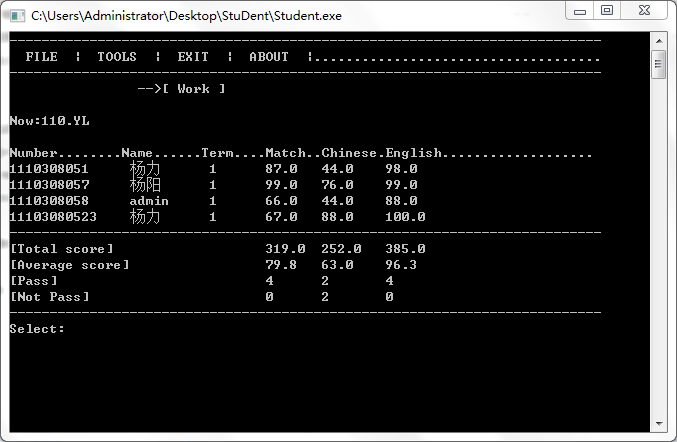 C:\Users\Administrator\Desktop\StuDent\Student.exe
FILE ¦ TOOLS ¦ EXIT ¦ ABOUT ¦....................................
-->[ Work ]
Now:110.YL
Number........Name......Term....Match..Chinese.English...................
1110308051 杨力 1 87.0 44.0 98.0
1110308057 杨阳 1 99.0 76.0 99.0
1110308058 admin 1 66.0 44.0 88.0
11103080523 杨力 1 67.0 88.0 100.0
[Total score] 319.0 252.0 385.0
[Average score] 79.8 63.0 96.3
[Pass] 4 2 4
[Not Pass] 0 2 0
Select: